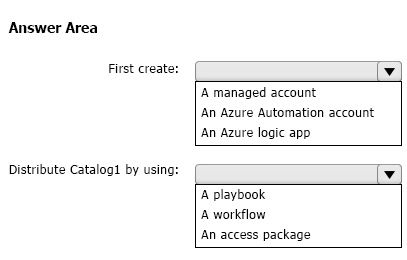 Answer Area
First create:
A managed account
An Azure Automation account
An Azure logic app
Distribute Catalog1 by using:
A playbook
A workflow
An access package